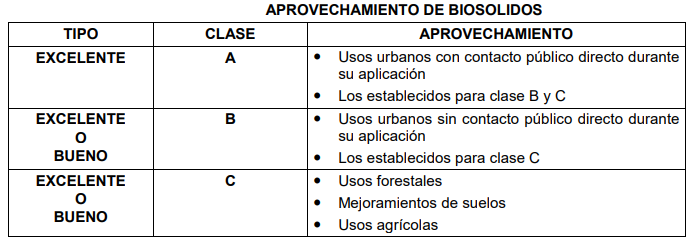 APROVECHAMIENTO DE BIOSOLIDOS
TIPO CLASE APROVECHAMIENTO
EXCELENTE A • Usos urbanos con contacto público directo durante
su aplicación
• Los establecidos para clase B y C
EXCELENTE B • Usos urbanos sin contacto público directo durante
O su aplicación
BUENO • Los establecidos para clase C
EXCELENTE C • Usos forestales
O • Mejoramientos de suelos
BUENO • Usos agrícolas